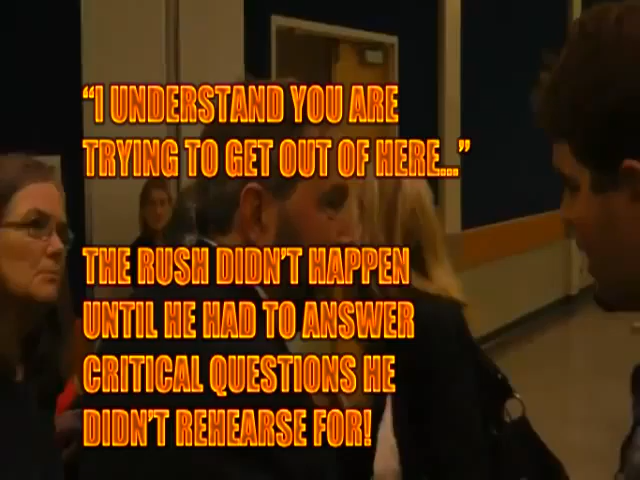 “I UNDERSTAND YOU ARE
TRYING TO GET OUT OF HERE...”
THE RUSH DIDN’T HAPPEN
UNTIL HE HAD TO ANSWER
CRITICAL QUESTIONS HE
DIDN’T REHEARSE FOR!